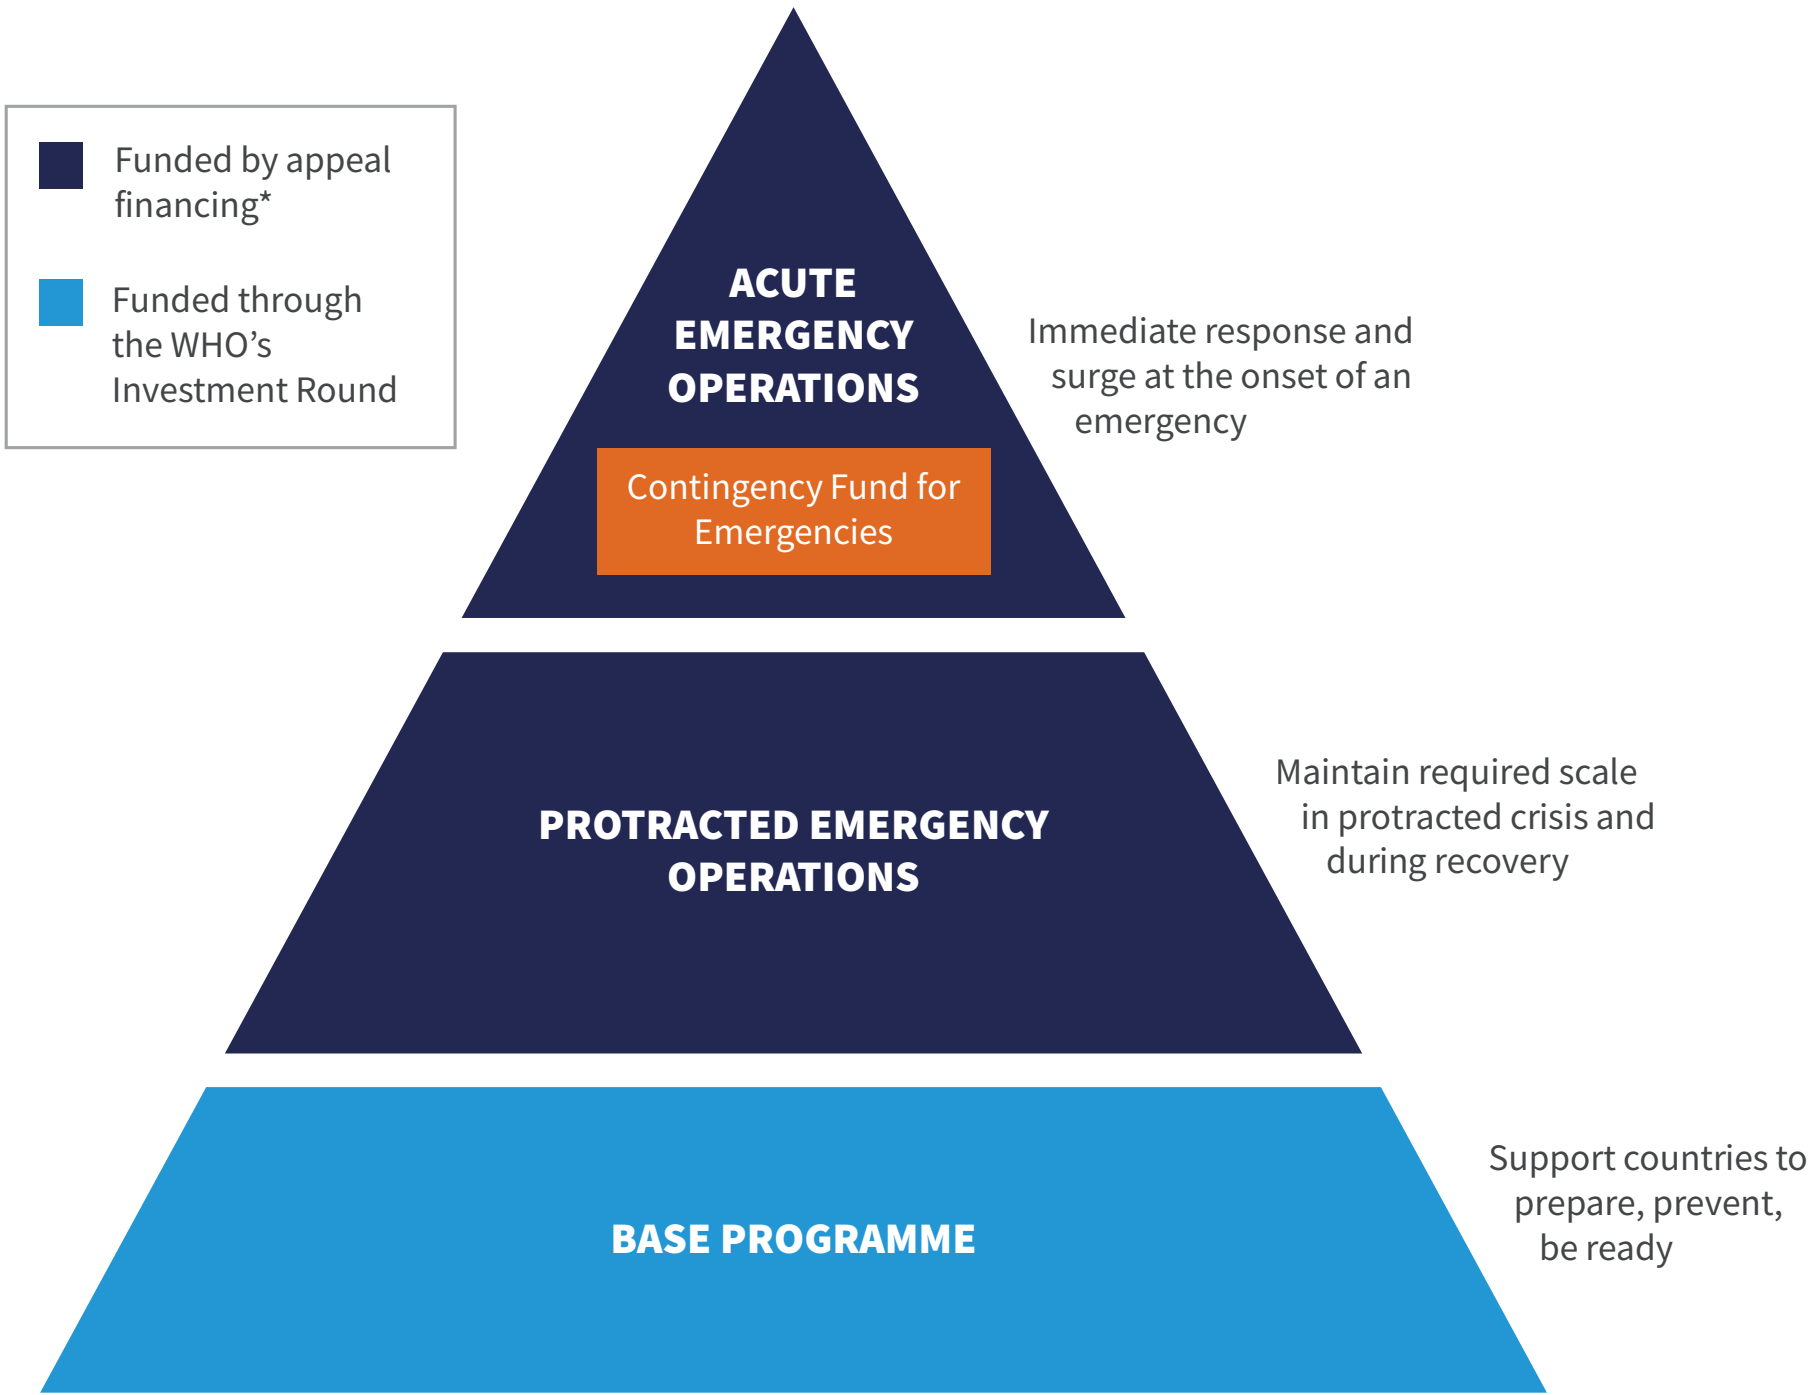 Funded by appeal
financing*
Funded through
the WHO’s
Investment Round
ACUTE
EMERGENCY
OPERATIONS
Contingency Fund for
Emergencies
Immediate response and
surge at the onset of an
emergency
PROTRACTED EMERGENCY
OPERATIONS
Maintain required scale
in protracted crisis and
during recovery
BASE PROGRAMME
Support countries to
prepare, prevent,
be ready